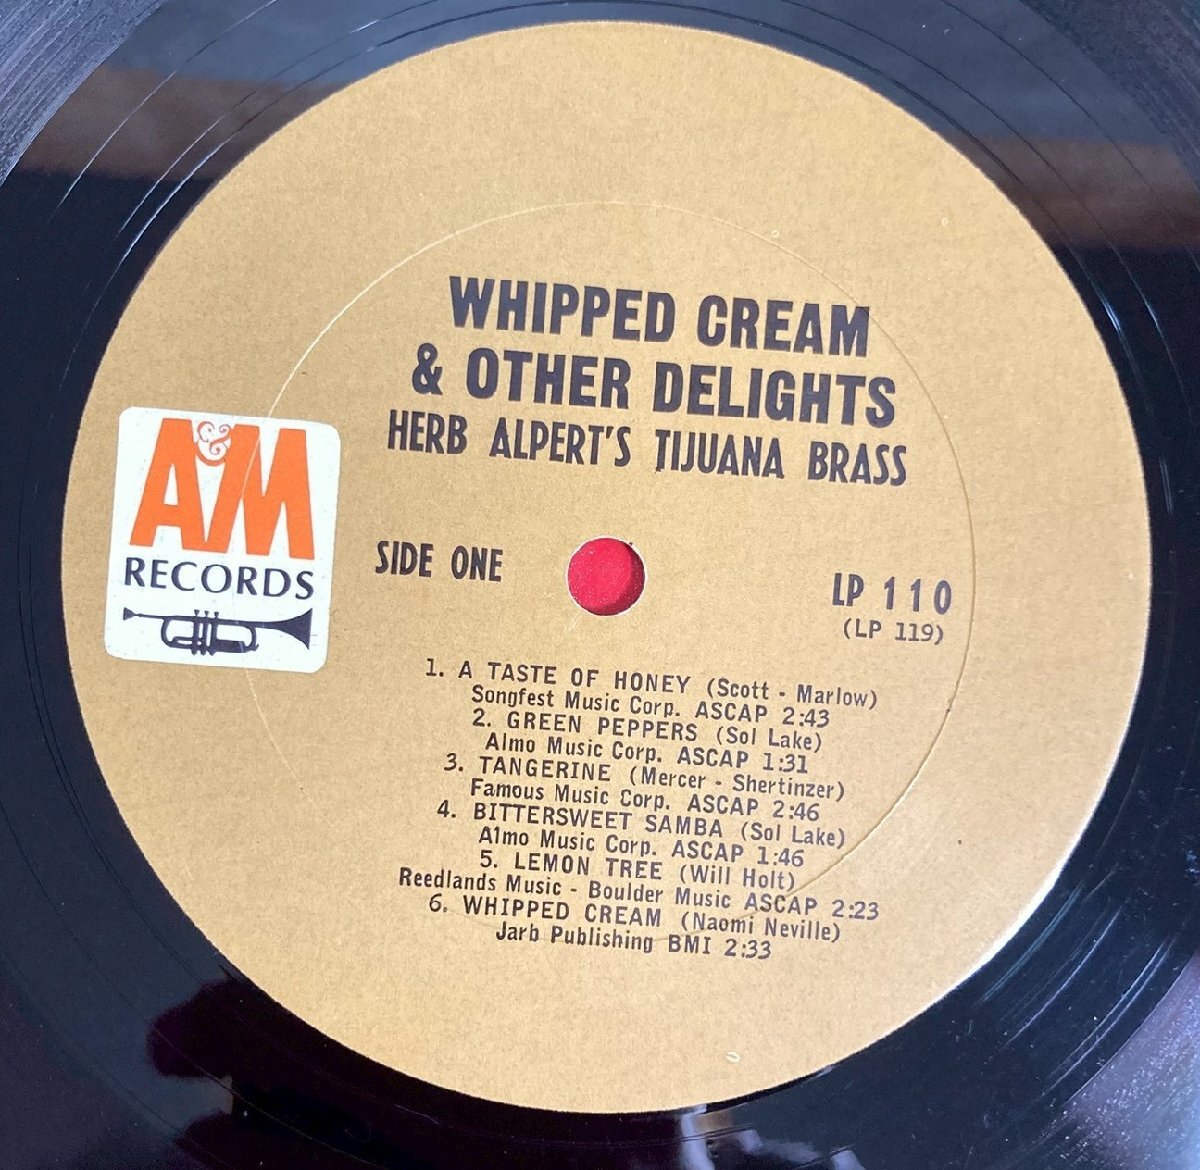 WHIPPED CREAM
& OTHER DELIGHTS
HERB ALPERT'S TIJUANA BRASS
A&M
RECORDS
SIDE ONE
LP 110
(LP 119)
1. A TASTE OF HONEY (Scott - Marlow)
Songfest Music Corp. ASCAP 2:43
2. GREEN PEPPERS (Sol Lake)
Almo Music Corp. ASCAP 1:31
3. TANGERINE (Mercer - Shertinzer)
Famous Music Corp. ASCAP 2:46
4. BITTERSWEET SAMBA (Sol Lake)
Almo Music Corp. ASCAP 1:46
5. LEMON TREE (Will Holt)
Reedlands Music - Boulder Music ASCAP 2:23
6. WHIPPED CREAM (Naomi Neville)
Jarb Publishing BMI 2:33